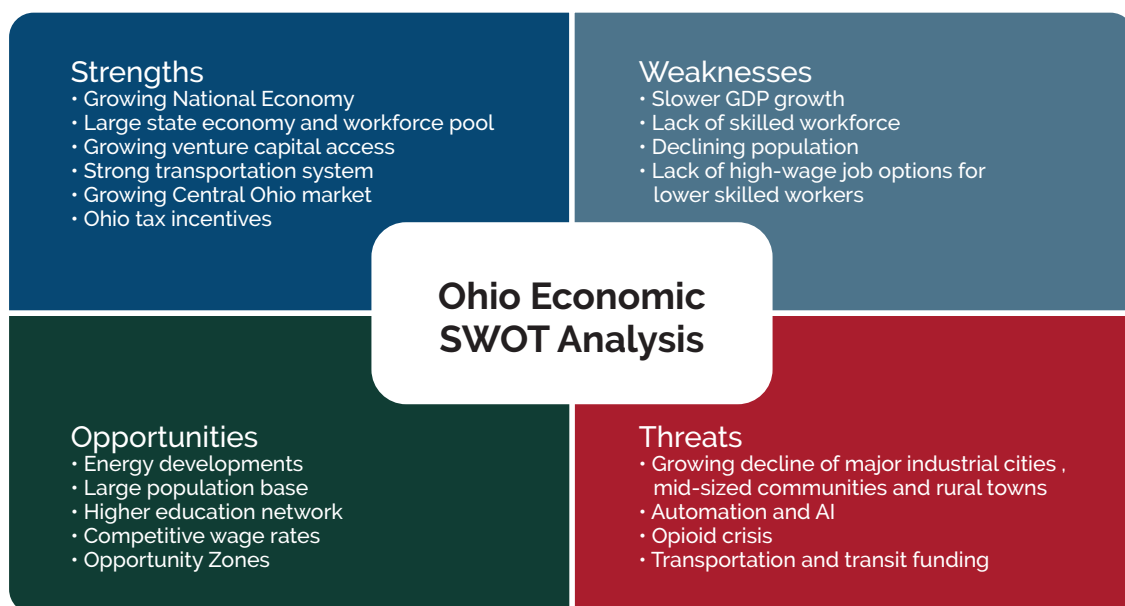 Strengths
• Growing National Economy
• Large state economy and workforce pool
• Growing venture capital access
• Strong transportation system
• Growing Central Ohio market
• Ohio tax incentives
Weaknesses
• Slower GDP growth
• Lack of skilled workforce
• Declining population
• Lack of high-wage job options for
lower skilled workers
Ohio Economic
SWOT Analysis
Opportunities
• Energy developments
• Large population base
• Higher education network
• Competitive wage rates
• Opportunity Zones
Threats
• Growing decline of major industrial cities ,
mid-sized communities and rural towns
• Automation and AI
• Opioid crisis
• Transportation and transit funding